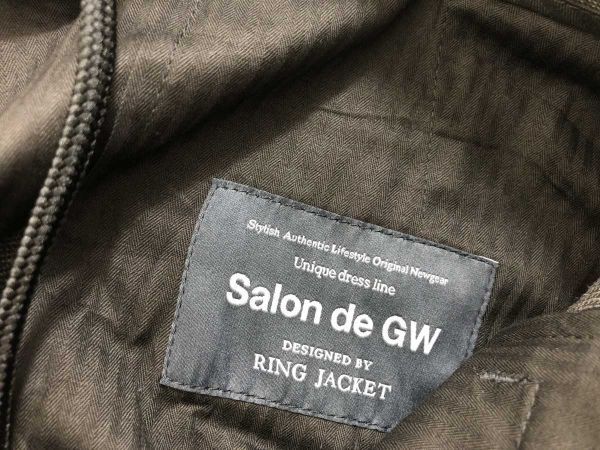 Stylish Authentic Lifestyle Original Newgear
Unique dress line
Salon de GW
DESIGNED BY
RING JACKET